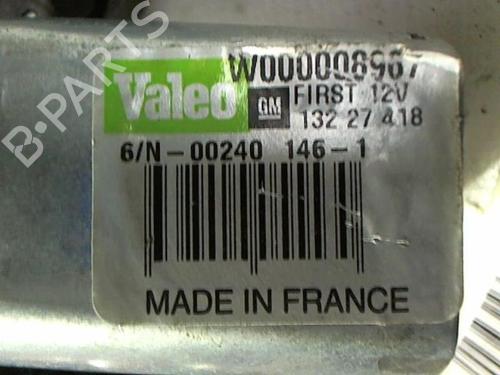 W000008967
Valeo
GM
FIRST 12V
132 27 418
6/N-00240 146-1
MADE IN FRANCE
B-PARTS